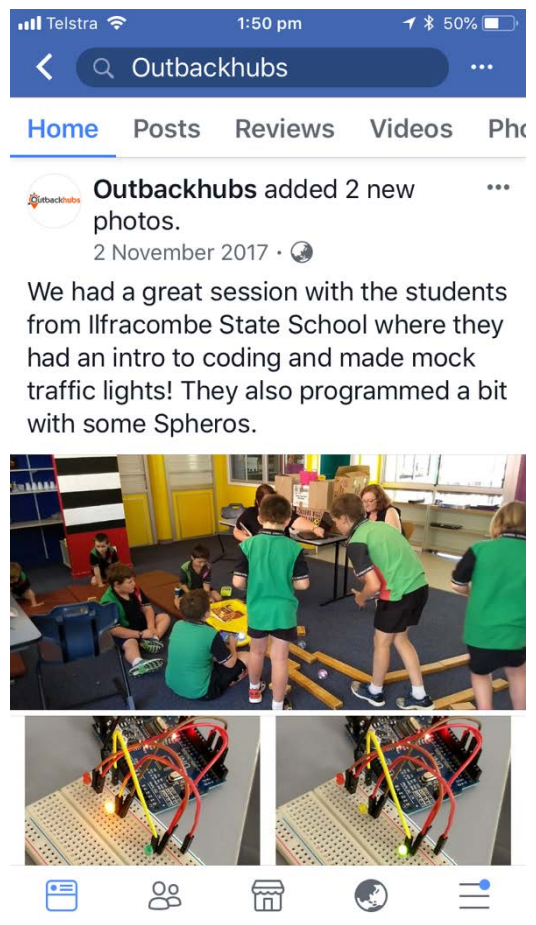 Telstra 1:50 pm 50%
Outbackhubs
Home Posts Reviews Videos Pho
Outbackhubs
Outbackhubs added 2 new
photos.
2 November 2017 ·
We had a great session with the students
from Ilfracombe State School where they
had an intro to coding and made mock
traffic lights! They also programmed a bit
with some Spheros.